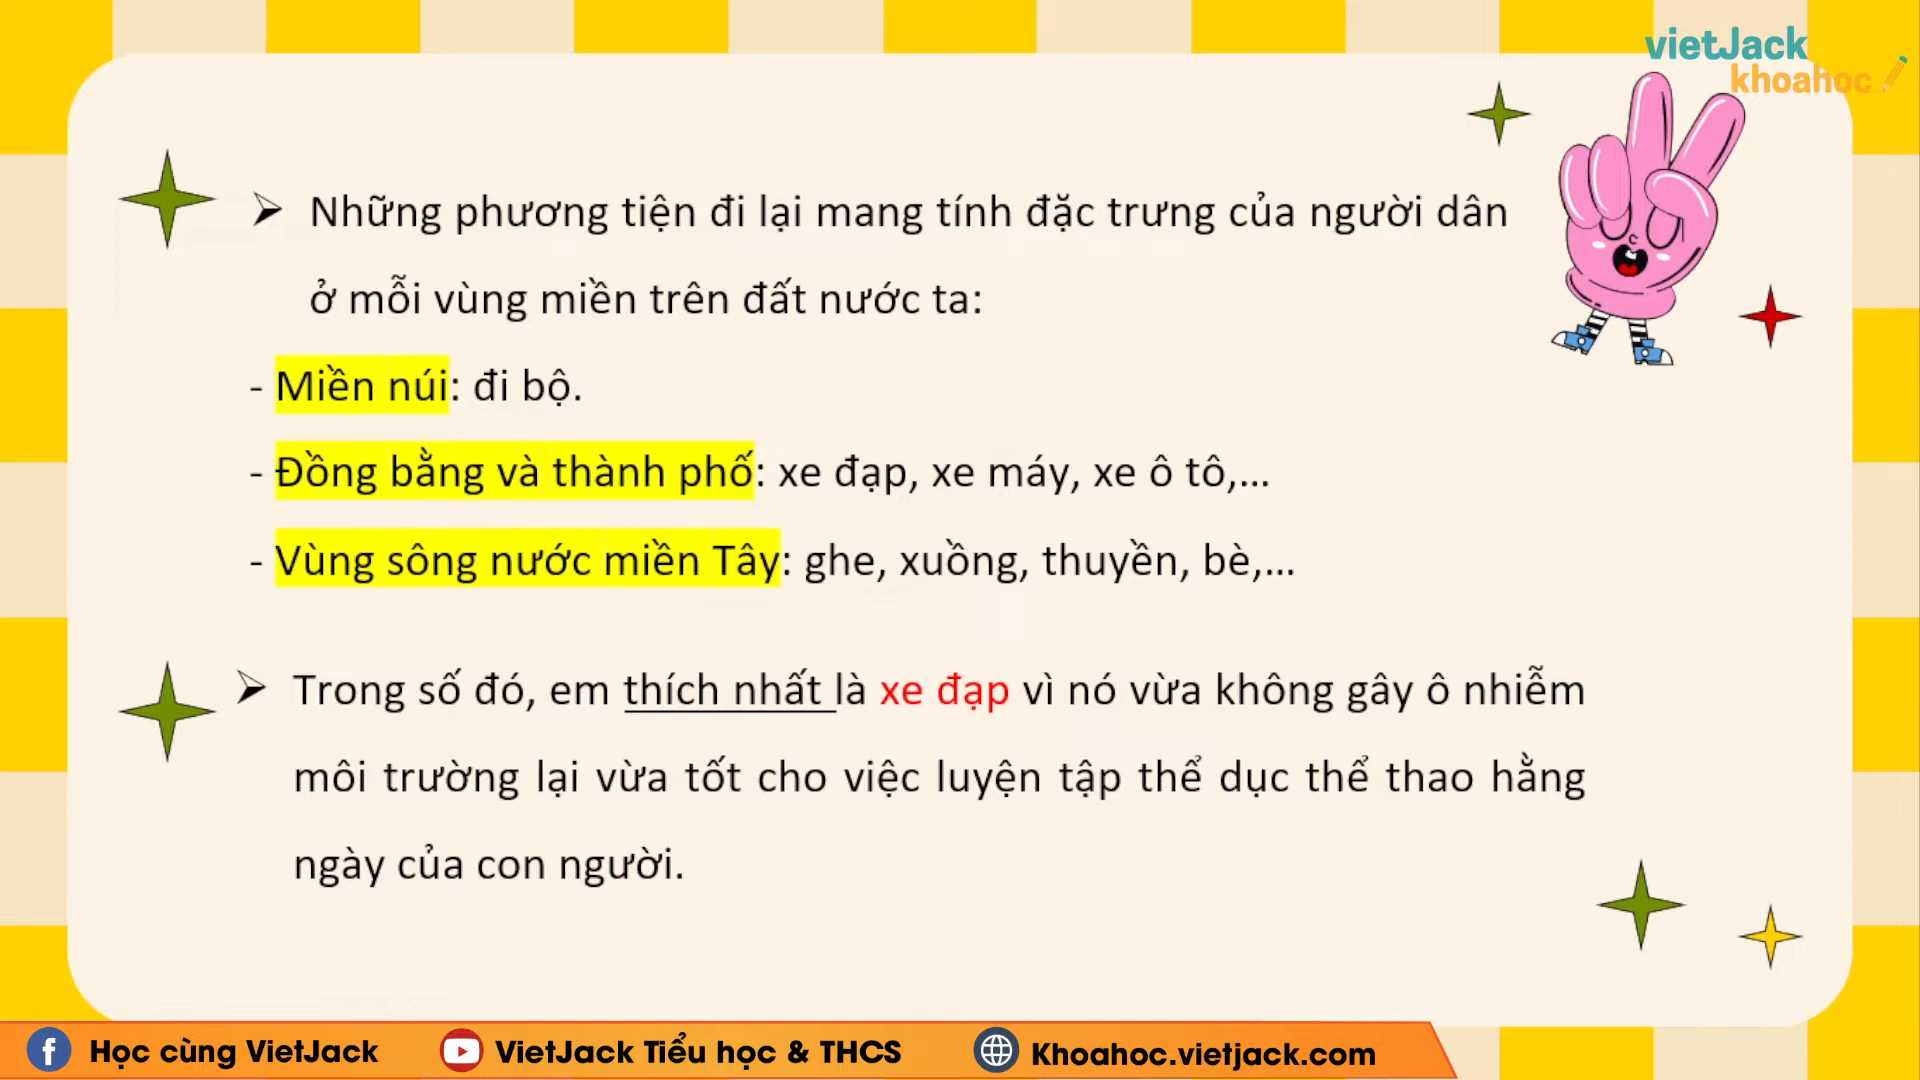 vietJack
khoahoc
➢ Những phương tiện đi lại mang tính đặc trưng của người dân
ở mỗi vùng miền trên đất nước ta:
- Miền núi: đi bộ.
- Đồng bằng và thành phố: xe đạp, xe máy, xe ô tô,...
- Vùng sông nước miền Tây: ghe, xuồng, thuyền, bè,...
➢ Trong số đó, em thích nhất là xe đạp vì nó vừa không gây ô nhiễm
môi trường lại vừa tốt cho việc luyện tập thể dục thể thao hằng
ngày của con người.
Học cùng VietJack
VietJack Tiểu học & THCS
Khoahoc.vietjack.com